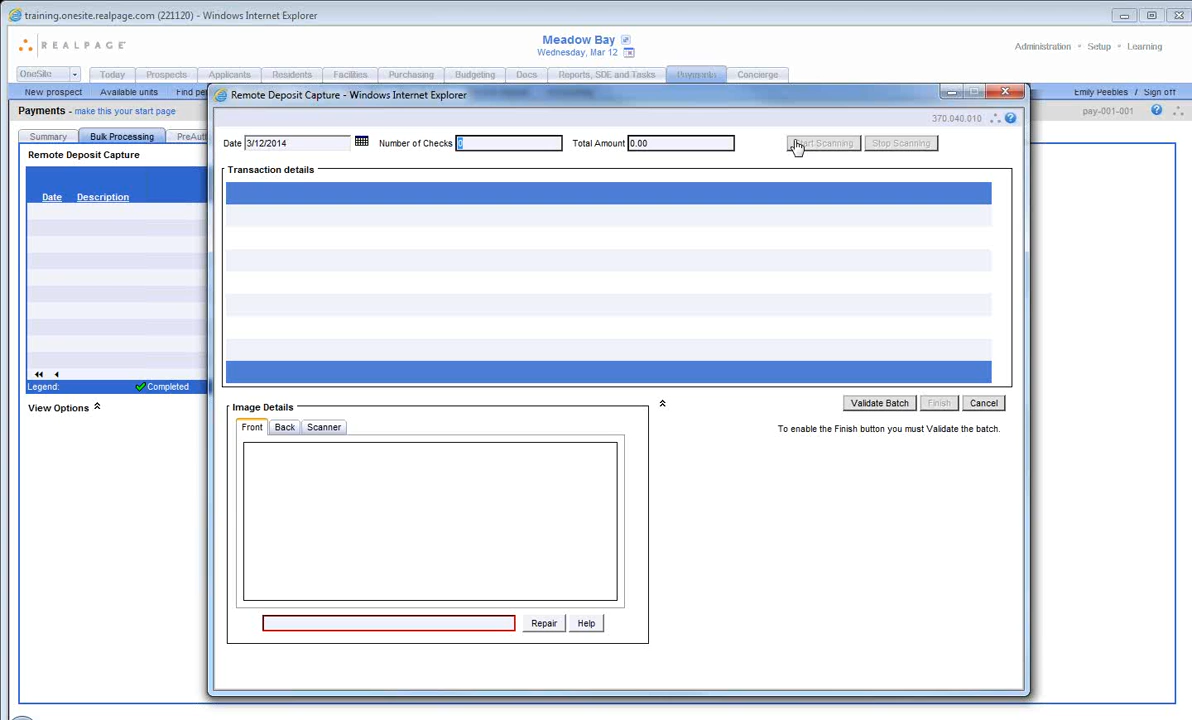 training.onesite.realpage.com (221120) - Windows Internet Explorer
REALPAGE
Meadow Bay
Wednesday, Mar 12
Administration • Setup • Learning
OneSite Today Prospects Applicants Residents Facilities Purchasing Budgeting Docs Reports, SDE and Tasks Payments Concierge
New prospect Available units Find pe
Emily Peebles / Sign off
Remote Deposit Capture - Windows Internet Explorer
Payments - make this your start page
pay-001-001
370.040.010
Summary Bulk Processing PreAut
Date 3/12/2014 Number of Checks 0 Total Amount 0.00 Scanning Stop Scanning
Remote Deposit Capture
Transaction details
Date Description
Legend: Completed
View Options
Validate Batch Finish Cancel
To enable the Finish button you must Validate the batch.
Image Details
Front Back Scanner
Repair Help